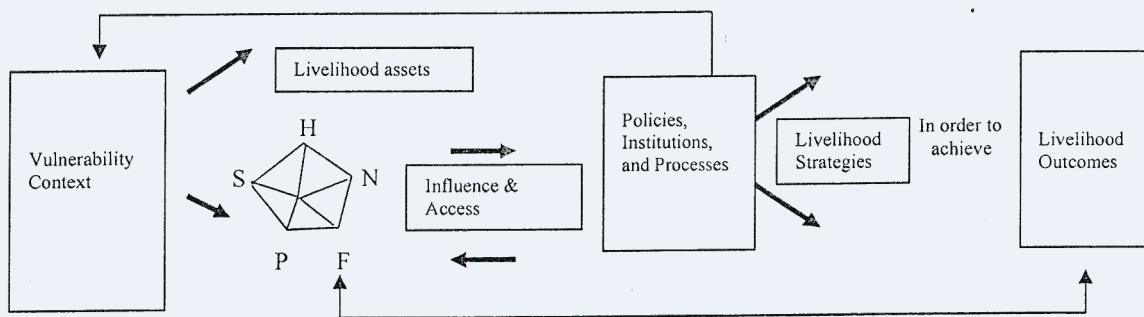 Livelihood assets
H
S
N
P
F
Vulnerability
Context
Influence &
Access
Policies,
Institutions,
and Processes
Livelihood
Strategies
In order to
achieve
Livelihood
Outcomes